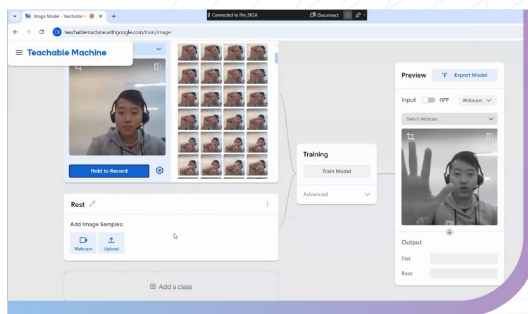 Image Model - Teachable
Connected to Rm_503A
Disconnect
teachablemachine.withgoogle.com/train/image
Teachable Machine
Hold to Record
Rest
Add Image Samples:
Webcam
Upload
Add a class
Training
Train Model
Advanced
Preview
Export Model
Input
OFF
Webcam
Switch Webcam
Output
Fist
Rest